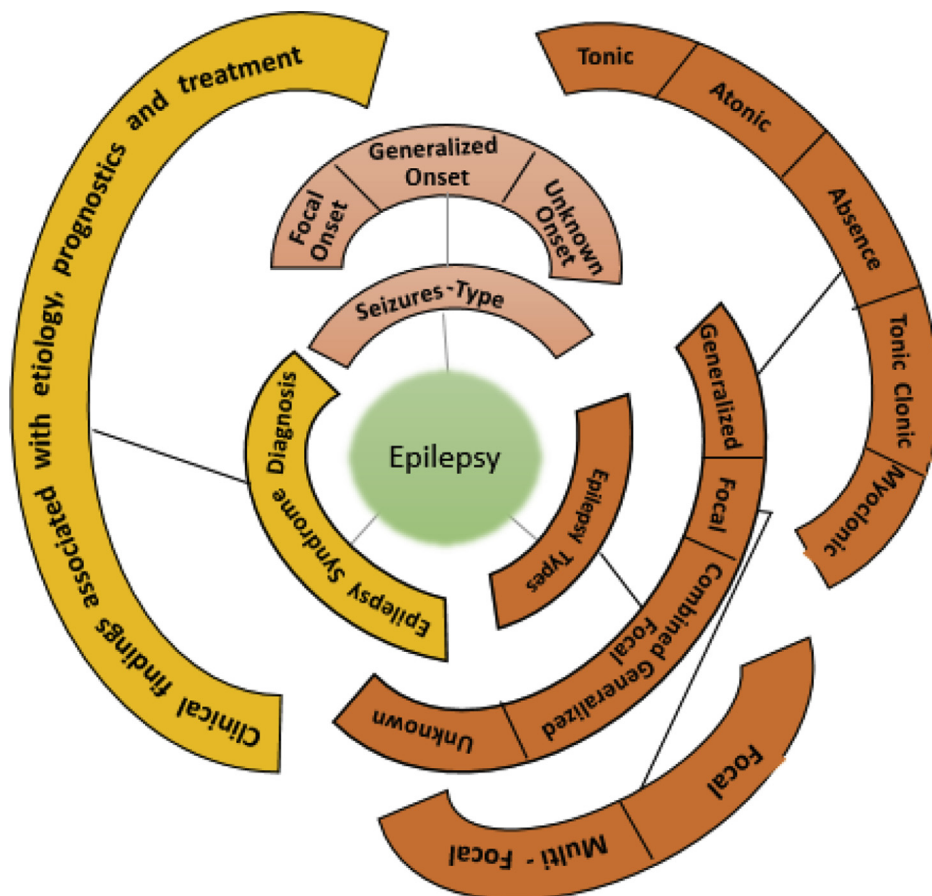 Epilepsy
Seizures-Type
Focal
Onset
Generalized
Onset
Unknown
Onset
Epilepsy Types
Generalized
Focal
Combined Generalized
Focal
Unknown
Tonic
Atonic
Absence
Tonic Clonic
Myoclonic
Focal
Multi - Focal
Epilepsy Syndrome Diagnosis
Clinical findings associated with etiology, prognostics and treatment